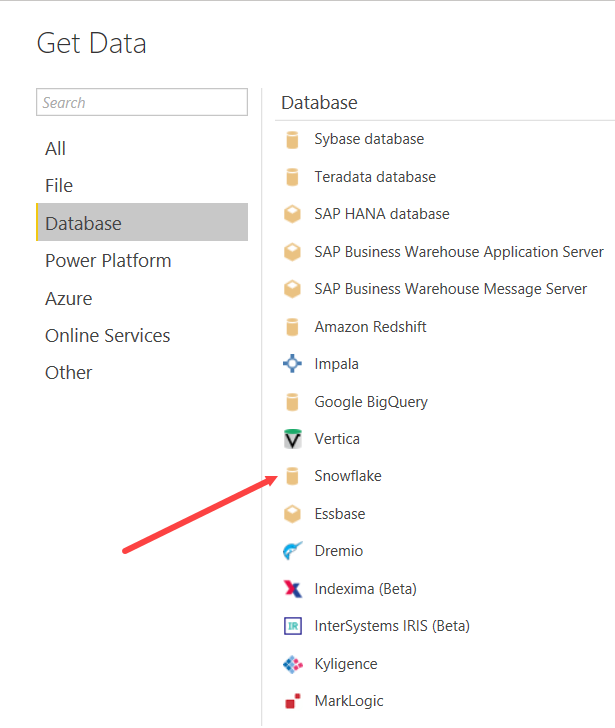 Get Data
Search
All
File
Database
Power Platform
Azure
Online Services
Other
Database
Sybase database
Teradata database
SAP HANA database
SAP Business Warehouse Application Server
SAP Business Warehouse Message Server
Amazon Redshift
Impala
Google BigQuery
V
Vertica
Snowflake
Essbase
Dremio
Indexima (Beta)
IR
InterSystems IRIS (Beta)
Kyligence
MarkLogic